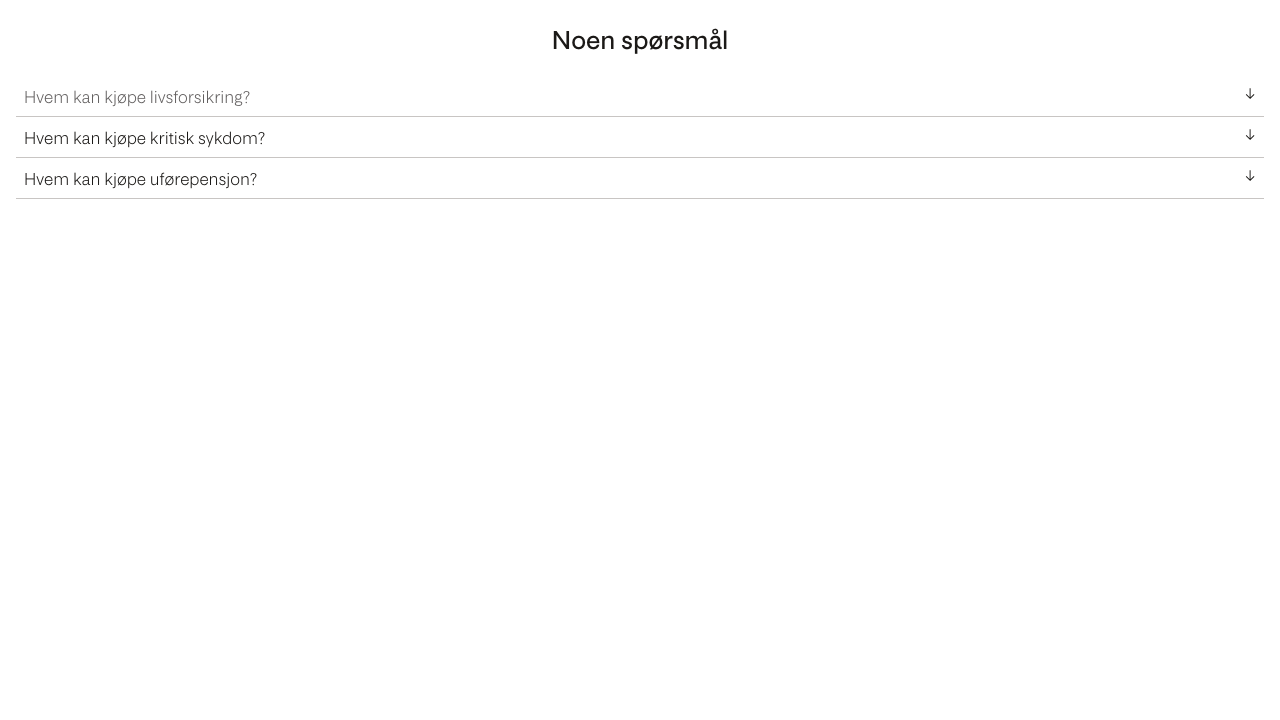 Noen spørsmål
Hvem kan kjøpe livsforsikring?
Hvem kan kjøpe kritisk sykdom?
Hvem kan kjøpe uførepensjon?